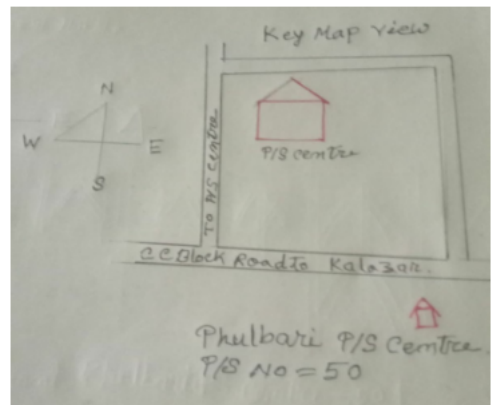 Key Map View
N
W E
S
P/S centre
To P/S centre
CC Block Road To Kalazar.
Phulbari P/S Centre.
P/S NO = 50